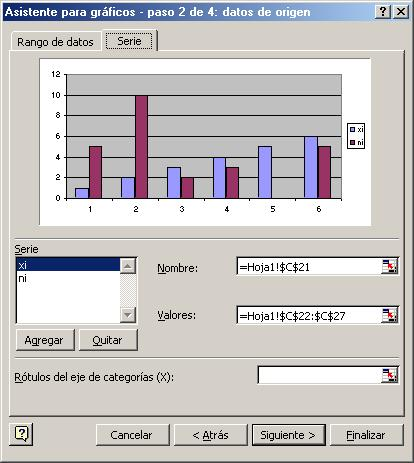 Asistente para gráficos - paso 2 de 4: datos de origen
Rango de datos
Serie
12
10
8
6
4
2
0
1 2 3 4 5 6
xi
ni
Serie
xi
ni
Nombre:
=Hoja1!$C$21
Valores:
=Hoja1!$C$22:$C$27
Agregar
Quitar
Rótulos del eje de categorías (X):
?
Cancelar
< Atrás
Siguiente >
Finalizar